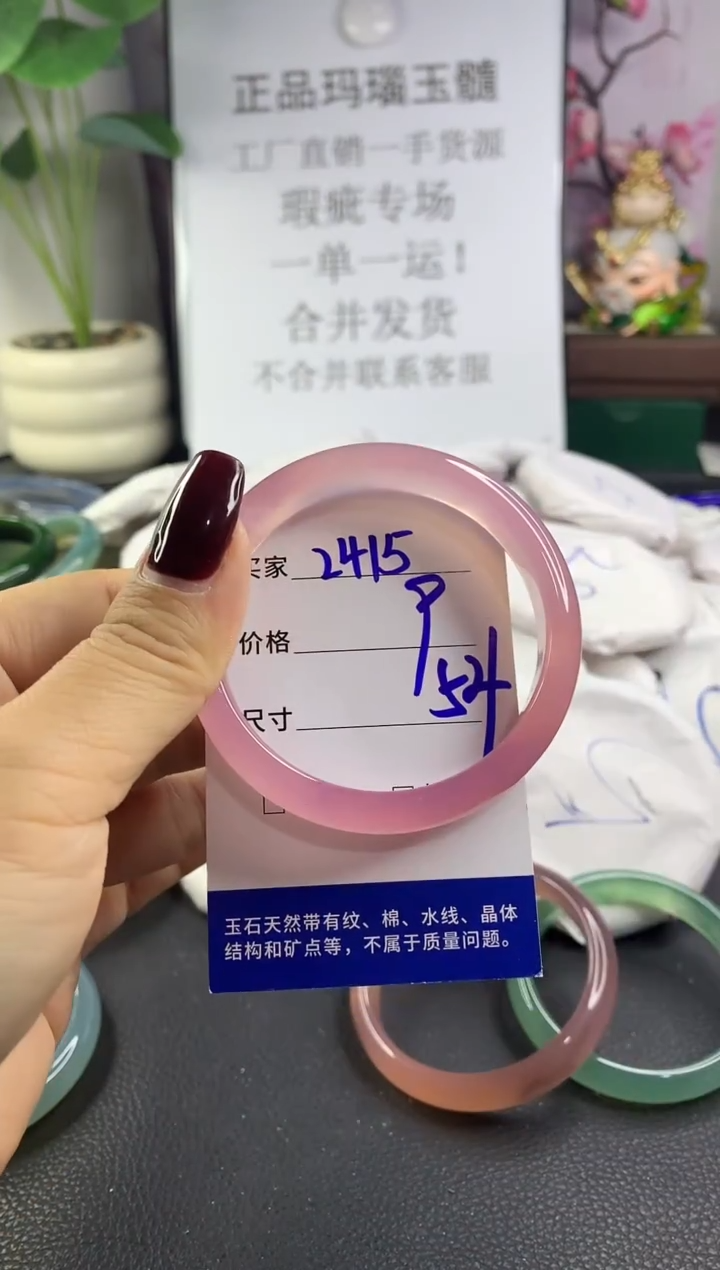 正品玛瑙玉髓
工厂直销一手货源
瑕疵专场
一单一运!
合并发货
不合并联系客服
买家 2415
价格
尺寸 54
玉石天然带有纹、棉、水线、晶体
结构和矿点等，不属于质量问题。